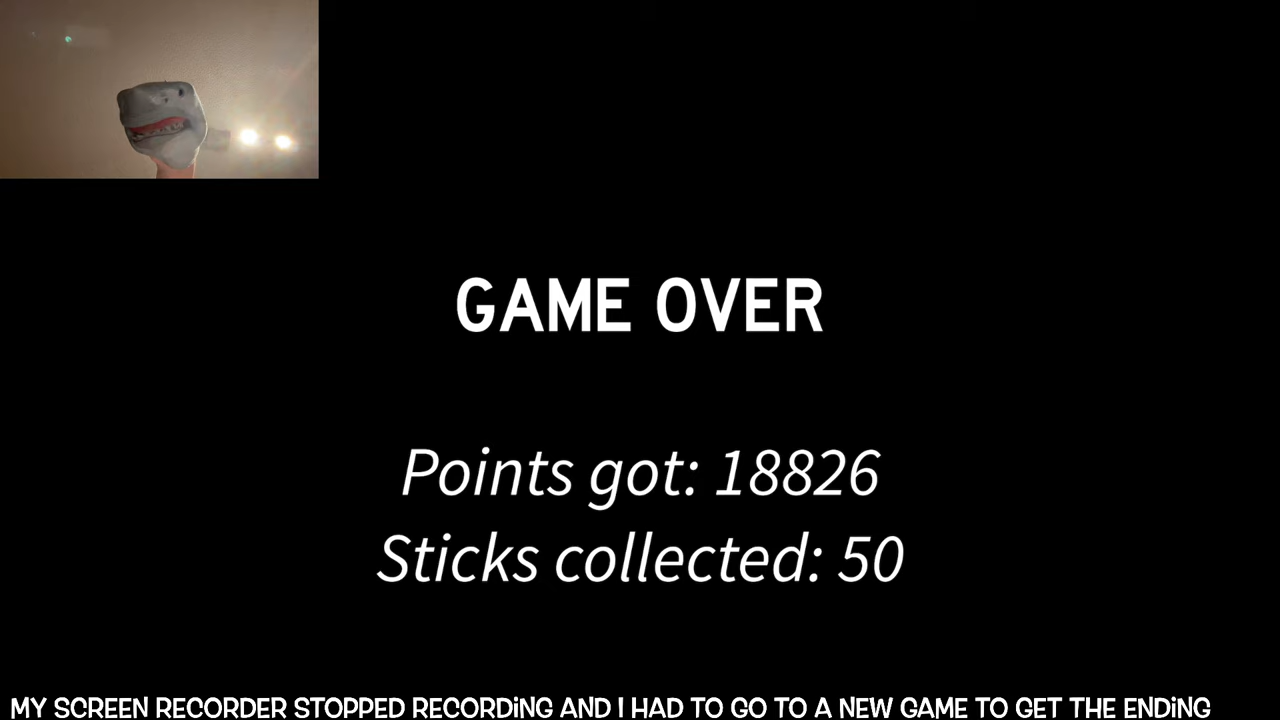 GAME OVER
Points got: 18826
Sticks collected: 50
MY SCREEN RECORDER STOPPED RECORDING AND I HAD TO GO TO A NEW GAME TO GET THE ENDING